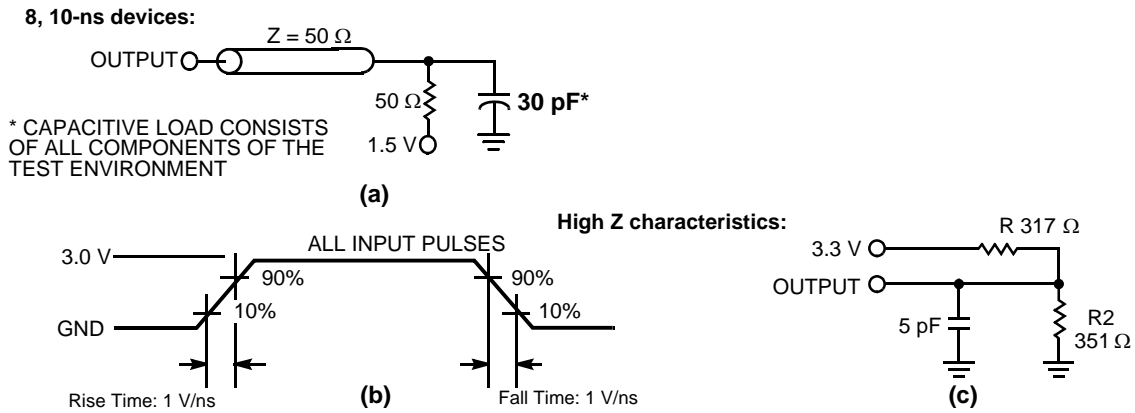 8, 10-ns devices:
Z = 50 Ω
OUTPUT
50 Ω
30 pF*
1.5 V
* CAPACITIVE LOAD CONSISTS
OF ALL COMPONENTS OF THE
TEST ENVIRONMENT
(a)
High Z characteristics:
3.0 V
ALL INPUT PULSES
90%
90%
10%
10%
GND
Rise Time: 1 V/ns
(b)
Fall Time: 1 V/ns
R 317 Ω
3.3 V
OUTPUT
5 pF
R2
351 Ω
(c)